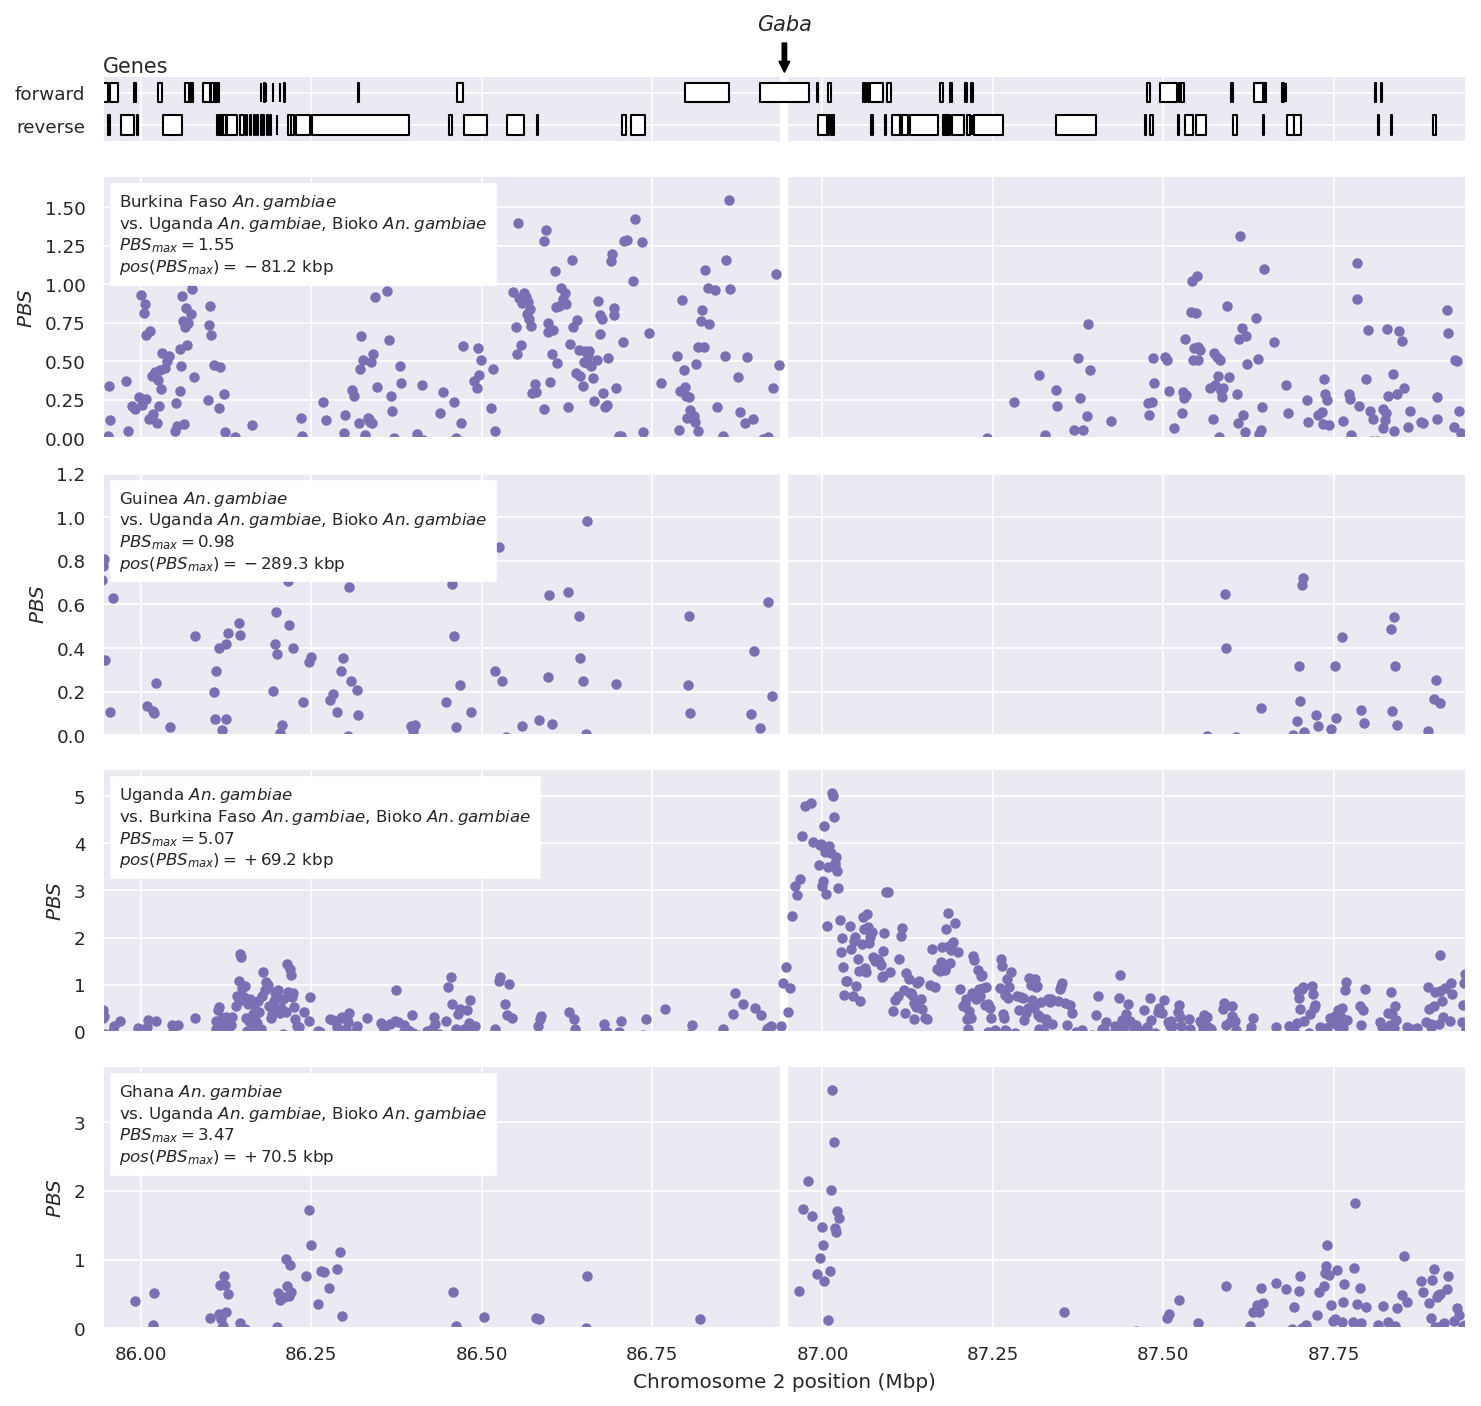 Gaba
Genes
forward
reverse
Burkina Faso An. gambiae
vs. Uganda An. gambiae, Bioko An. gambiae
PBSmax = 1.55
pos(PBSmax) = −81.2 kbp
1.50
1.25
1.00
0.75
0.50
0.25
0.00
PBS
Guinea An. gambiae
vs. Uganda An. gambiae, Bioko An. gambiae
PBSmax = 0.98
pos(PBSmax) = −289.3 kbp
1.2
1.0
0.8
0.6
0.4
0.2
0.0
PBS
Uganda An. gambiae
vs. Burkina Faso An. gambiae, Bioko An. gambiae
PBSmax = 5.07
pos(PBSmax) = +69.2 kbp
5
4
3
2
1
0
PBS
Ghana An. gambiae
vs. Uganda An. gambiae, Bioko An. gambiae
PBSmax = 3.47
pos(PBSmax) = +70.5 kbp
3
2
1
0
PBS
86.00 86.25 86.50 86.75 87.00 87.25 87.50 87.75
Chromosome 2 position (Mbp)